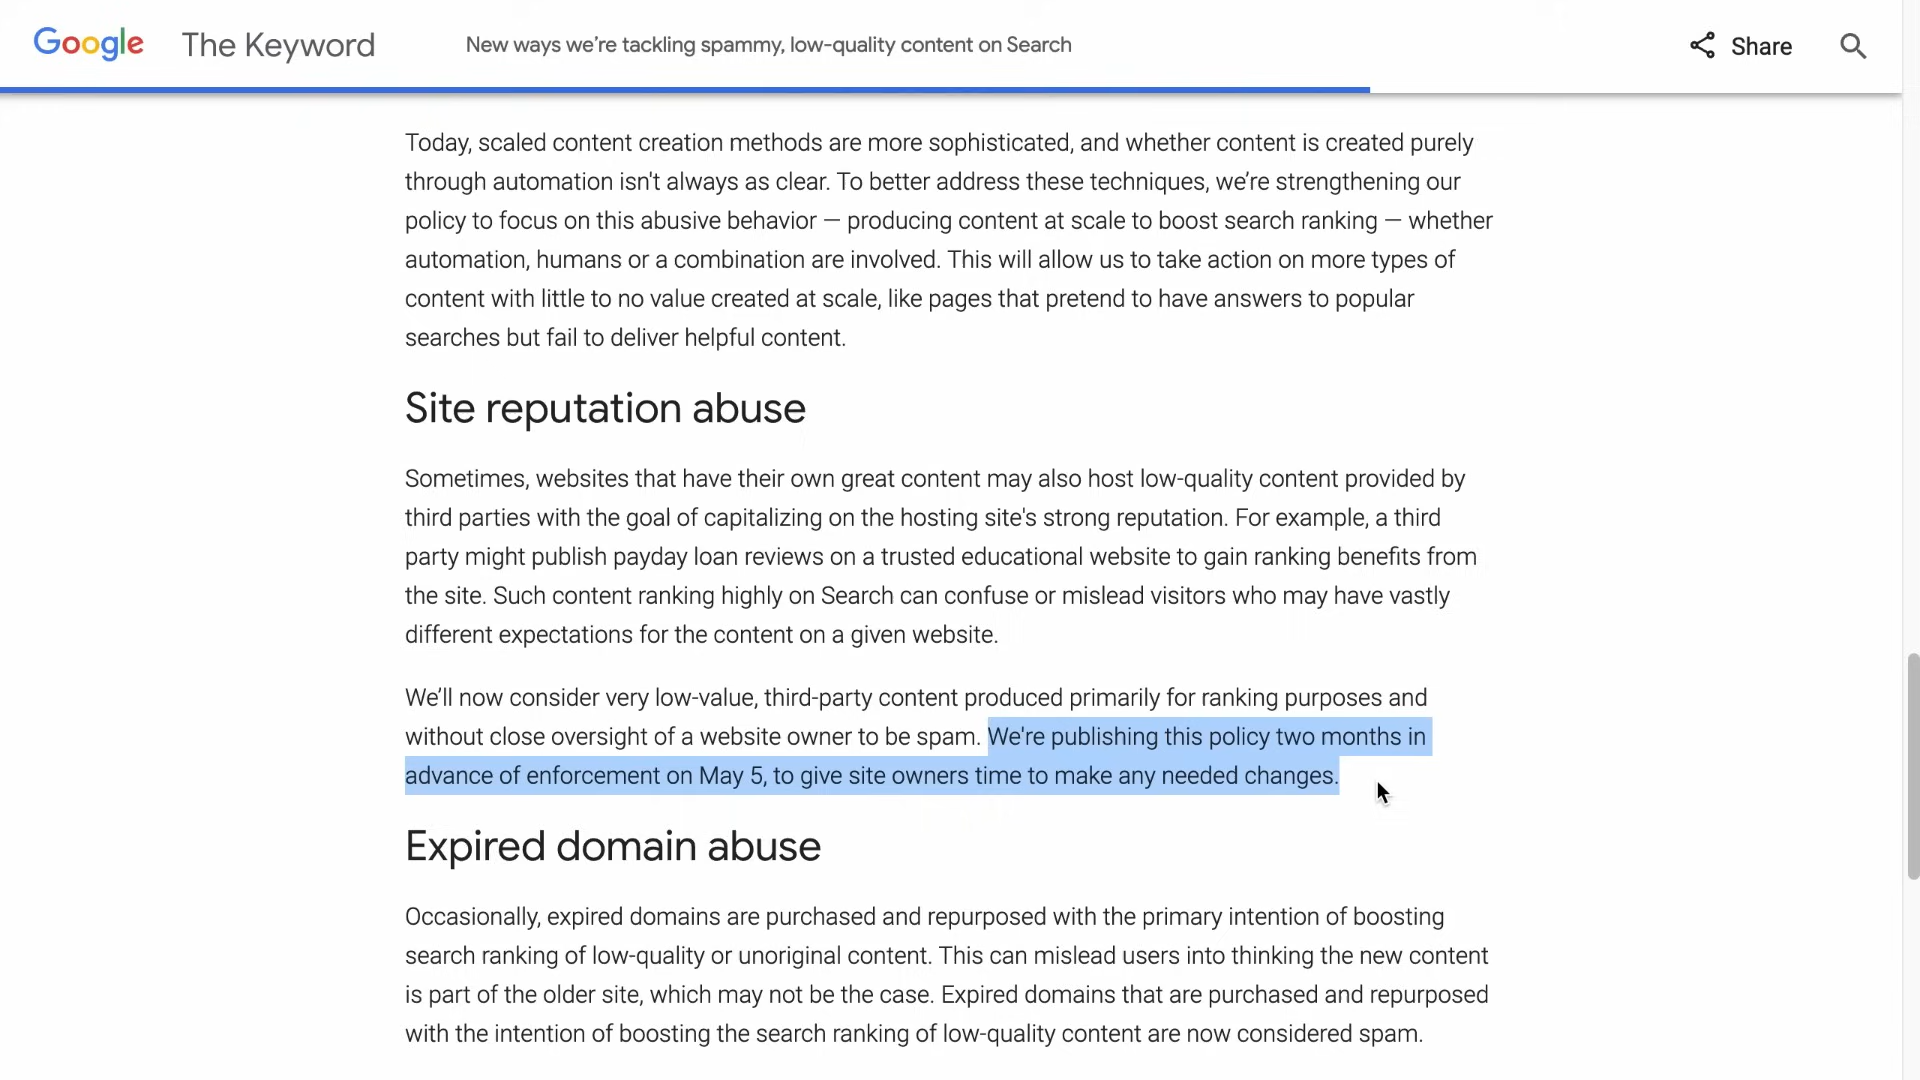 Google The Keyword New ways we’re tackling spammy, low-quality content on Search Share
Today, scaled content creation methods are more sophisticated, and whether content is created purely
through automation isn't always as clear. To better address these techniques, we’re strengthening our
policy to focus on this abusive behavior — producing content at scale to boost search ranking — whether
automation, humans or a combination are involved. This will allow us to take action on more types of
content with little to no value created at scale, like pages that pretend to have answers to popular
searches but fail to deliver helpful content.
Site reputation abuse
Sometimes, websites that have their own great content may also host low-quality content provided by
third parties with the goal of capitalizing on the hosting site's strong reputation. For example, a third
party might publish payday loan reviews on a trusted educational website to gain ranking benefits from
the site. Such content ranking highly on Search can confuse or mislead visitors who may have vastly
different expectations for the content on a given website.
We’ll now consider very low-value, third-party content produced primarily for ranking purposes and
without close oversight of a website owner to be spam. We're publishing this policy two months in
advance of enforcement on May 5, to give site owners time to make any needed changes.
Expired domain abuse
Occasionally, expired domains are purchased and repurposed with the primary intention of boosting
search ranking of low-quality or unoriginal content. This can mislead users into thinking the new content
is part of the older site, which may not be the case. Expired domains that are purchased and repurposed
with the intention of boosting the search ranking of low-quality content are now considered spam.